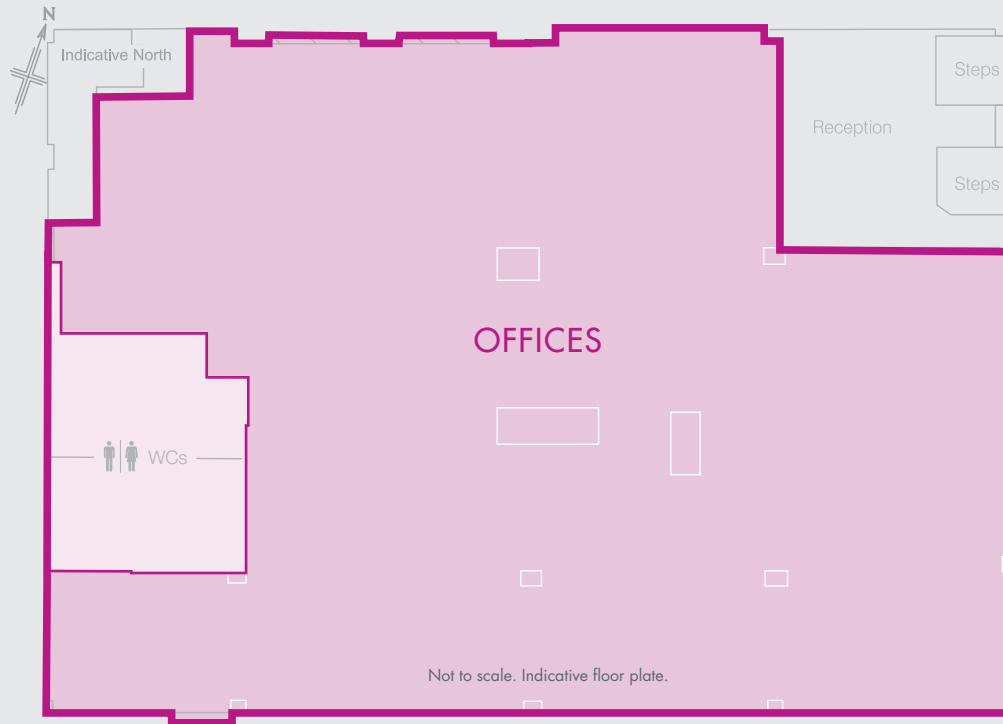 N
Indicative North
Steps
Reception
Steps
OFFICES
WCs
Not to scale. Indicative floor plate.